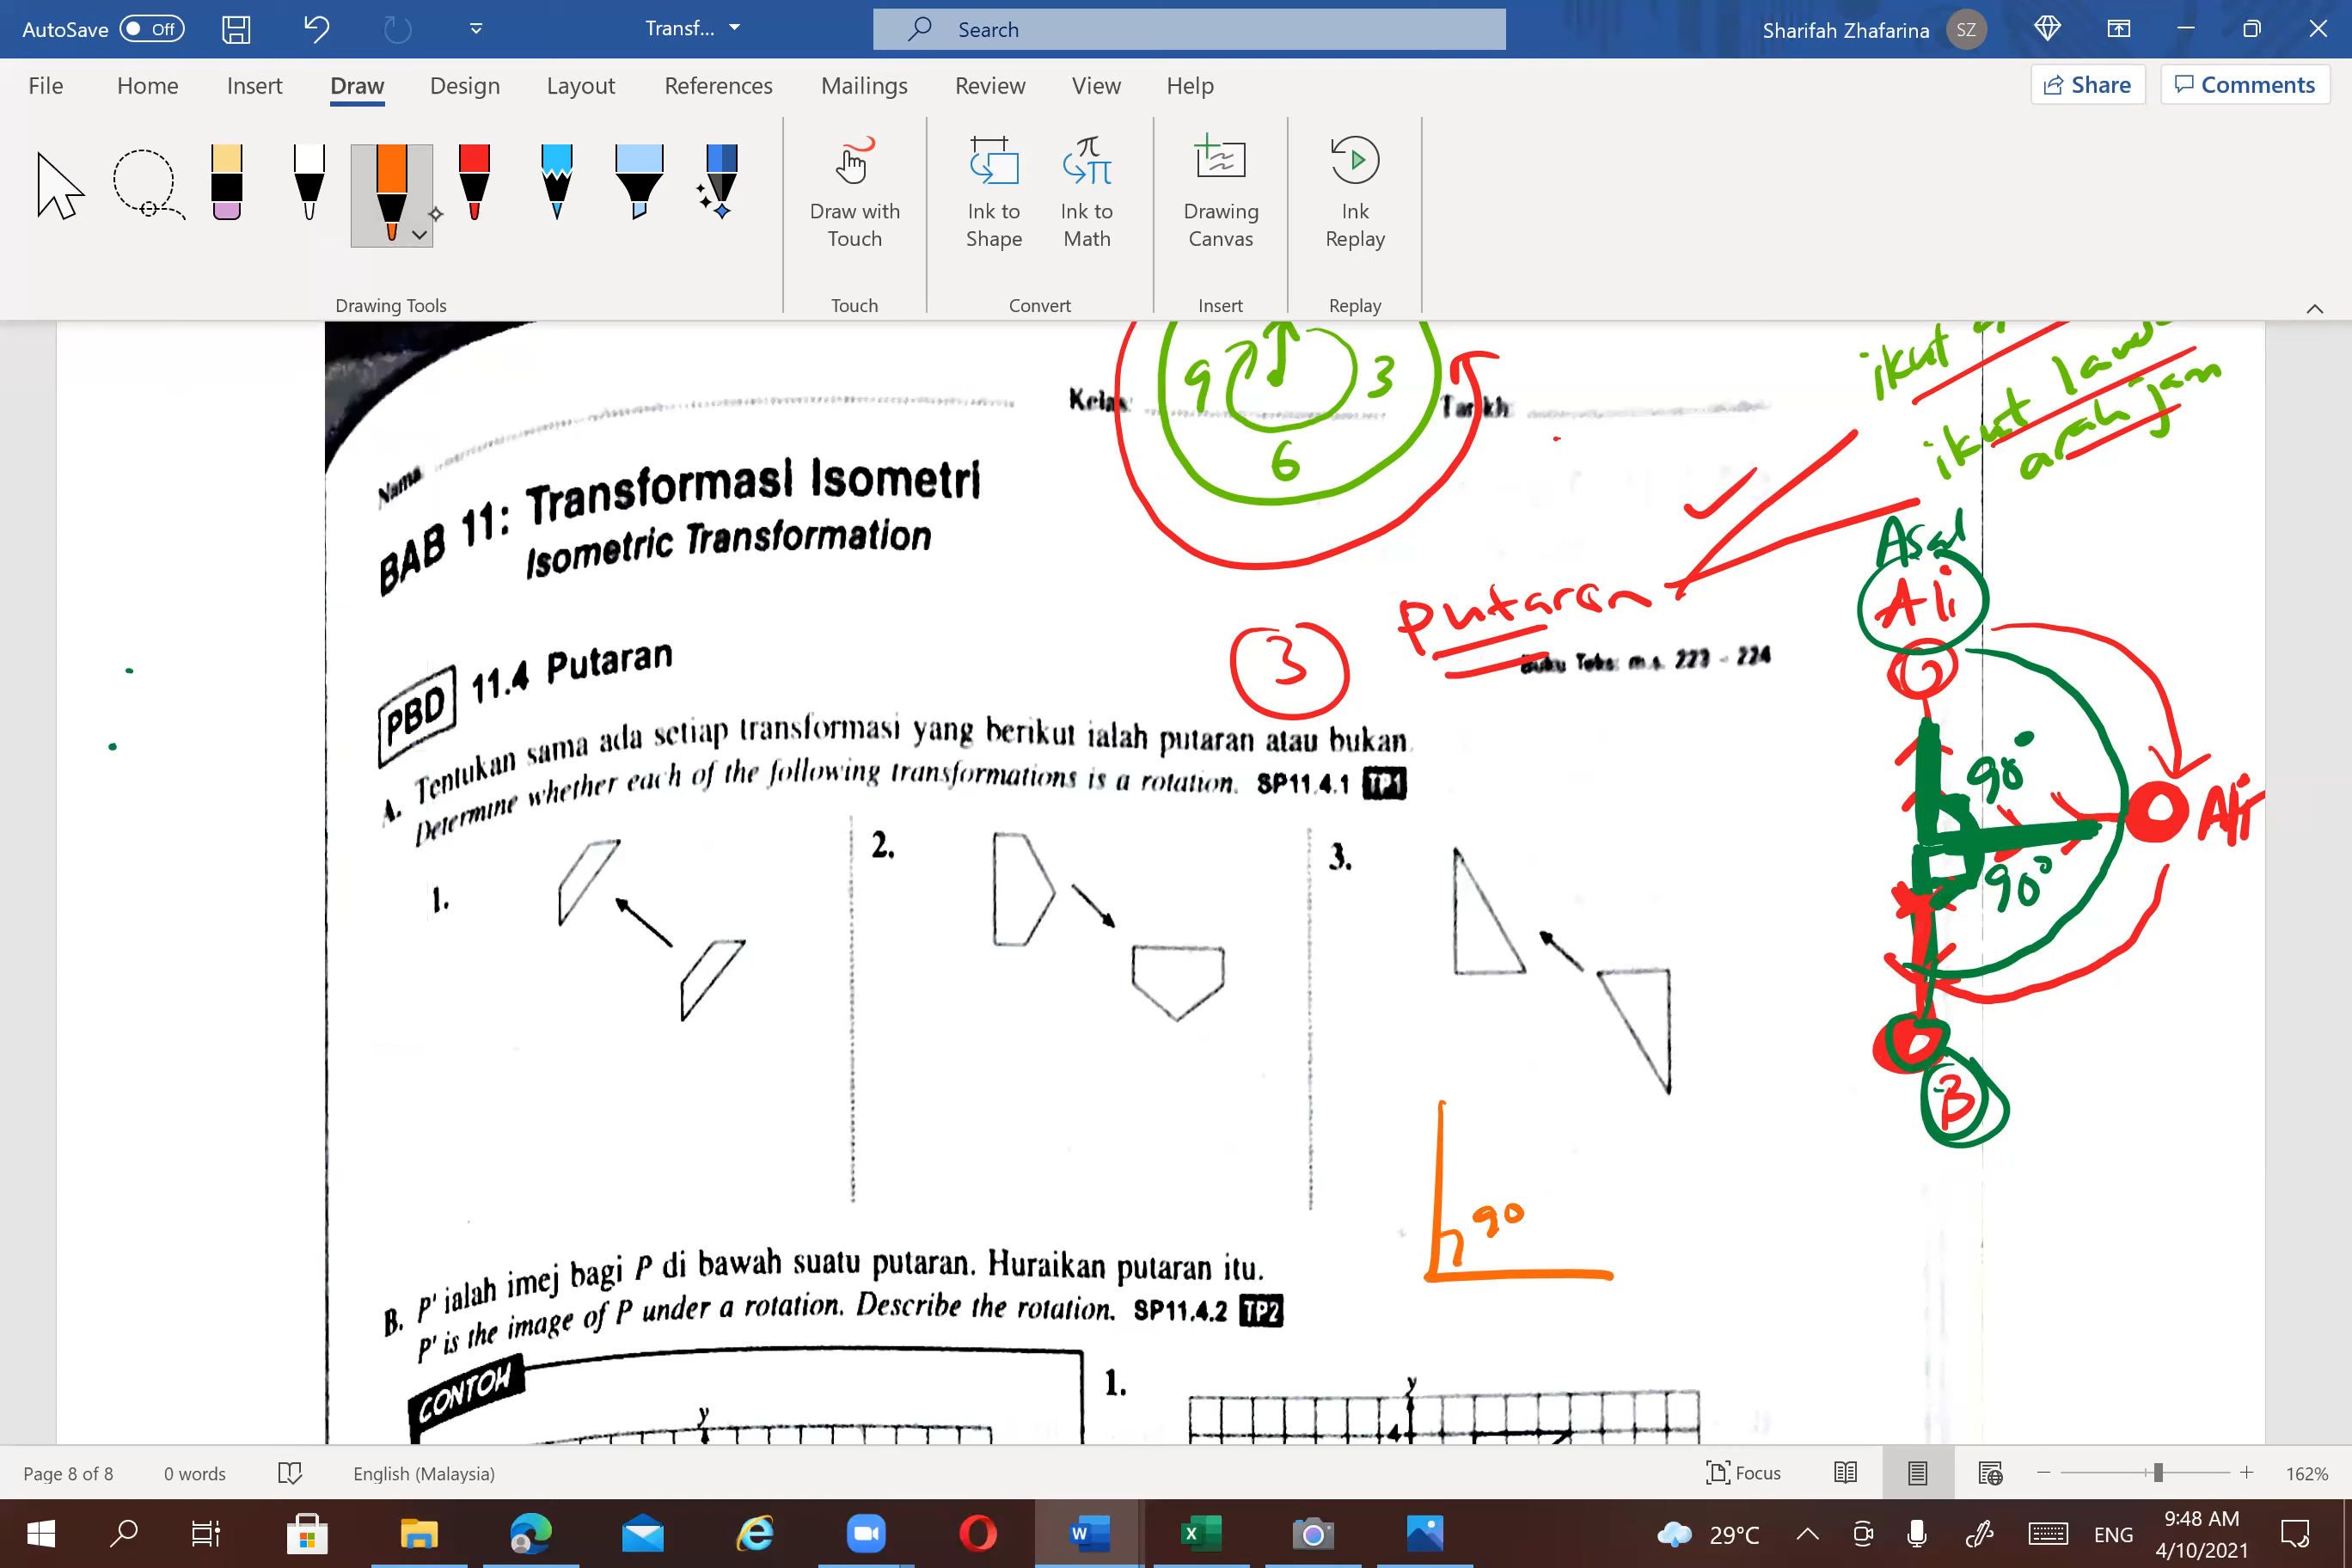 AutoSave Off Transf... Search Sharifah Zhafarina SZ
File Home Insert Draw Design Layout References Mailings Review View Help Share Comments
Draw with Touch
Ink to Shape
Ink to Math
Drawing Canvas
Ink Replay
Drawing Tools Touch Convert Insert Replay
9 3
6
ikut
ikut
arah jam
Nama Kelas: Tarikh:
BAB 11: Transformasi Isometri
Isometric Transformation
putaran
3
Asal
Ali
90°
Ali
90°
B
PBD 11.4 Putaran Buku Teks: m.s. 223 - 224
A. Tentukan sama ada setiap transformasi yang berikut ialah putaran atau bukan.
Determine whether each of the following transformations is a rotation. SP11.4.1 TP1
1. 2. 3.
90
B. P' ialah imej bagi P di bawah suatu putaran. Huraikan putaran itu.
P' is the image of P under a rotation. Describe the rotation. SP11.4.2 TP2
CONTOH
y
1.
y
4
Page 8 of 8 0 words English (Malaysia) Focus 162%
29°C ENG 9:48 AM
4/10/2021